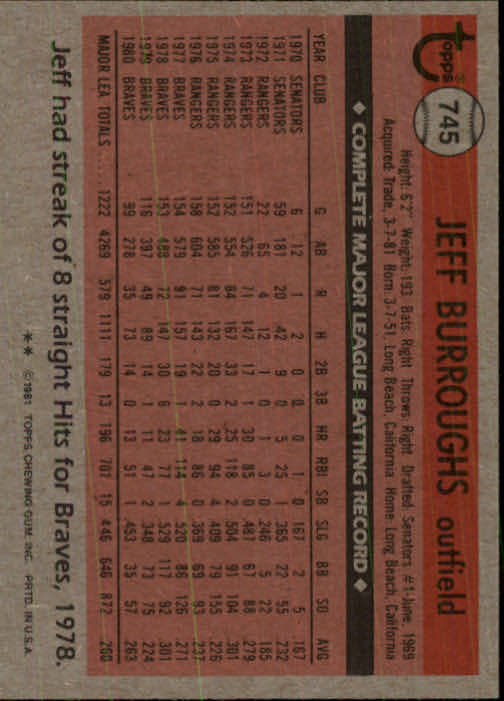 topps
745
JEFF BURROUGHS outfield
Height: 6'2" Weight: 193 Bats: Right Throws: Right Drafted: Senators #1-June, 1969
Acquired: Trade, 3-7-81 Born: 3-7-51, Long Beach, California Home: Long Beach, California
◆ COMPLETE MAJOR LEAGUE BATTING RECORD ◆
YEAR CLUB G AB R H 2B 3B HR RBI SB SLG BB SO AVG
1970 SENATORS 6 12 1 2 0 0 0 1 0 .167 2 5 .167
1971 SENATORS 59 181 20 42 9 0 5 25 1 .365 22 55 .232
1972 RANGERS 22 65 4 12 1 0 1 3 0 .246 5 22 .185
1973 RANGERS 151 526 71 147 17 1 30 85 0 .487 67 88 .279
1974 RANGERS 152 554 84 167 33 2 25 118 2 .504 91 104 .301
1975 RANGERS 152 585 81 132 20 0 29 94 4 .409 79 155 .226
1976 RANGERS 158 604 71 143 22 2 18 86 0 .369 69 93 .237
1977 BRAVES 154 579 91 157 19 1 41 114 4 .520 86 126 .271
1978 BRAVES 153 488 72 147 30 6 23 77 1 .529 117 92 .301
1979 BRAVES 116 397 49 89 14 1 11 47 2 .348 73 75 .224
1980 BRAVES 99 278 35 73 14 0 13 51 1 .453 35 57 .263
MAJOR LEA. TOTALS . . . 1222 4269 579 1111 179 13 196 707 15 .446 646 872 .260
Jeff had streak of 8 straight Hits for Braves, 1978.
** ©1981 TOPPS CHEWING GUM, INC. PRTD. IN U.S.A.